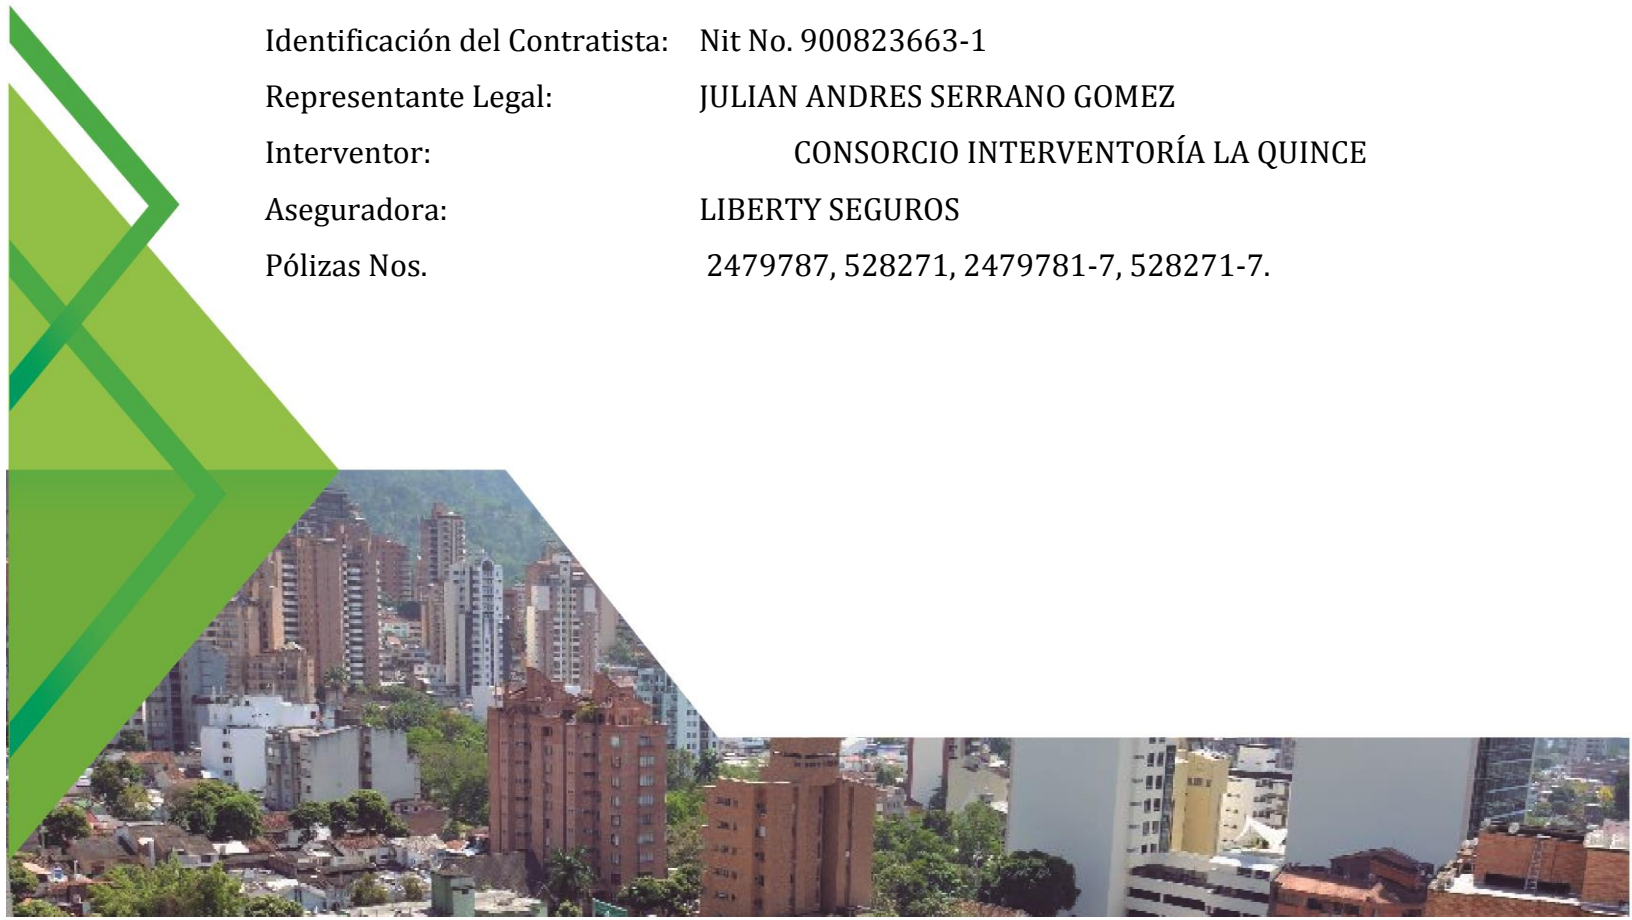 Identificación del Contratista: Nit No. 900823663-1
Representante Legal: JULIAN ANDRES SERRANO GOMEZ
Interventor: CONSORCIO INTERVENTORÍA LA QUINCE
Aseguradora: LIBERTY SEGUROS
Pólizas Nos. 2479787, 528271, 2479781-7, 528271-7.